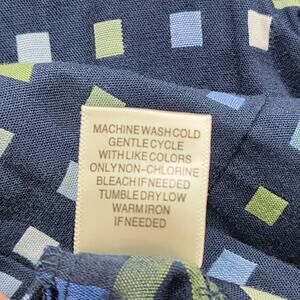 MACHINE WASH COLD
GENTLE CYCLE
WITH LIKE COLORS
ONLY NON-CHLORINE
BLEACH IF NEEDED
TUMBLE DRY LOW
WARM IRON
IF NEEDED